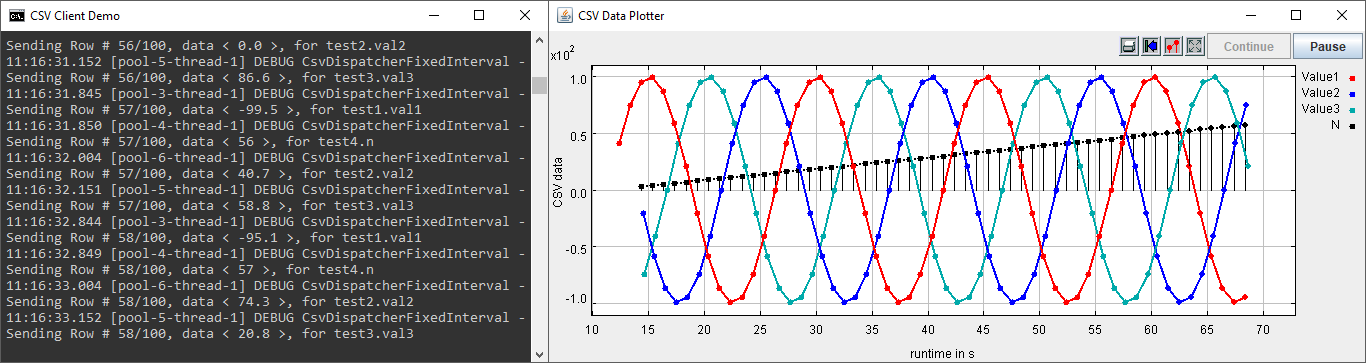 CSV Client Demo
Sending Row # 56/100, data < 0.0 >, for test2.val2
11:16:31.152 [pool-5-thread-1] DEBUG CsvDispatcherFixedInterval -
Sending Row # 56/100, data < 86.6 >, for test3.val3
11:16:31.845 [pool-3-thread-1] DEBUG CsvDispatcherFixedInterval -
Sending Row # 57/100, data < -99.5 >, for test1.val1
11:16:31.850 [pool-4-thread-1] DEBUG CsvDispatcherFixedInterval -
Sending Row # 57/100, data < 56 >, for test4.n
11:16:32.004 [pool-6-thread-1] DEBUG CsvDispatcherFixedInterval -
Sending Row # 57/100, data < 40.7 >, for test2.val2
11:16:32.151 [pool-5-thread-1] DEBUG CsvDispatcherFixedInterval -
Sending Row # 57/100, data < 58.8 >, for test3.val3
11:16:32.844 [pool-3-thread-1] DEBUG CsvDispatcherFixedInterval -
Sending Row # 58/100, data < -95.1 >, for test1.val1
11:16:32.849 [pool-4-thread-1] DEBUG CsvDispatcherFixedInterval -
Sending Row # 58/100, data < 57 >, for test4.n
11:16:33.004 [pool-6-thread-1] DEBUG CsvDispatcherFixedInterval -
Sending Row # 58/100, data < 74.3 >, for test2.val2
11:16:33.152 [pool-5-thread-1] DEBUG CsvDispatcherFixedInterval -
Sending Row # 58/100, data < 20.8 >, for test3.val3
CSV Data Plotter
Continue
Pause
x10²
1.0
0.5
0.0
-0.5
-1.0
CSV data
10 15 20 25 30 35 40 45 50 55 60 65 70
runtime in s
Value1
Value2
Value3
N